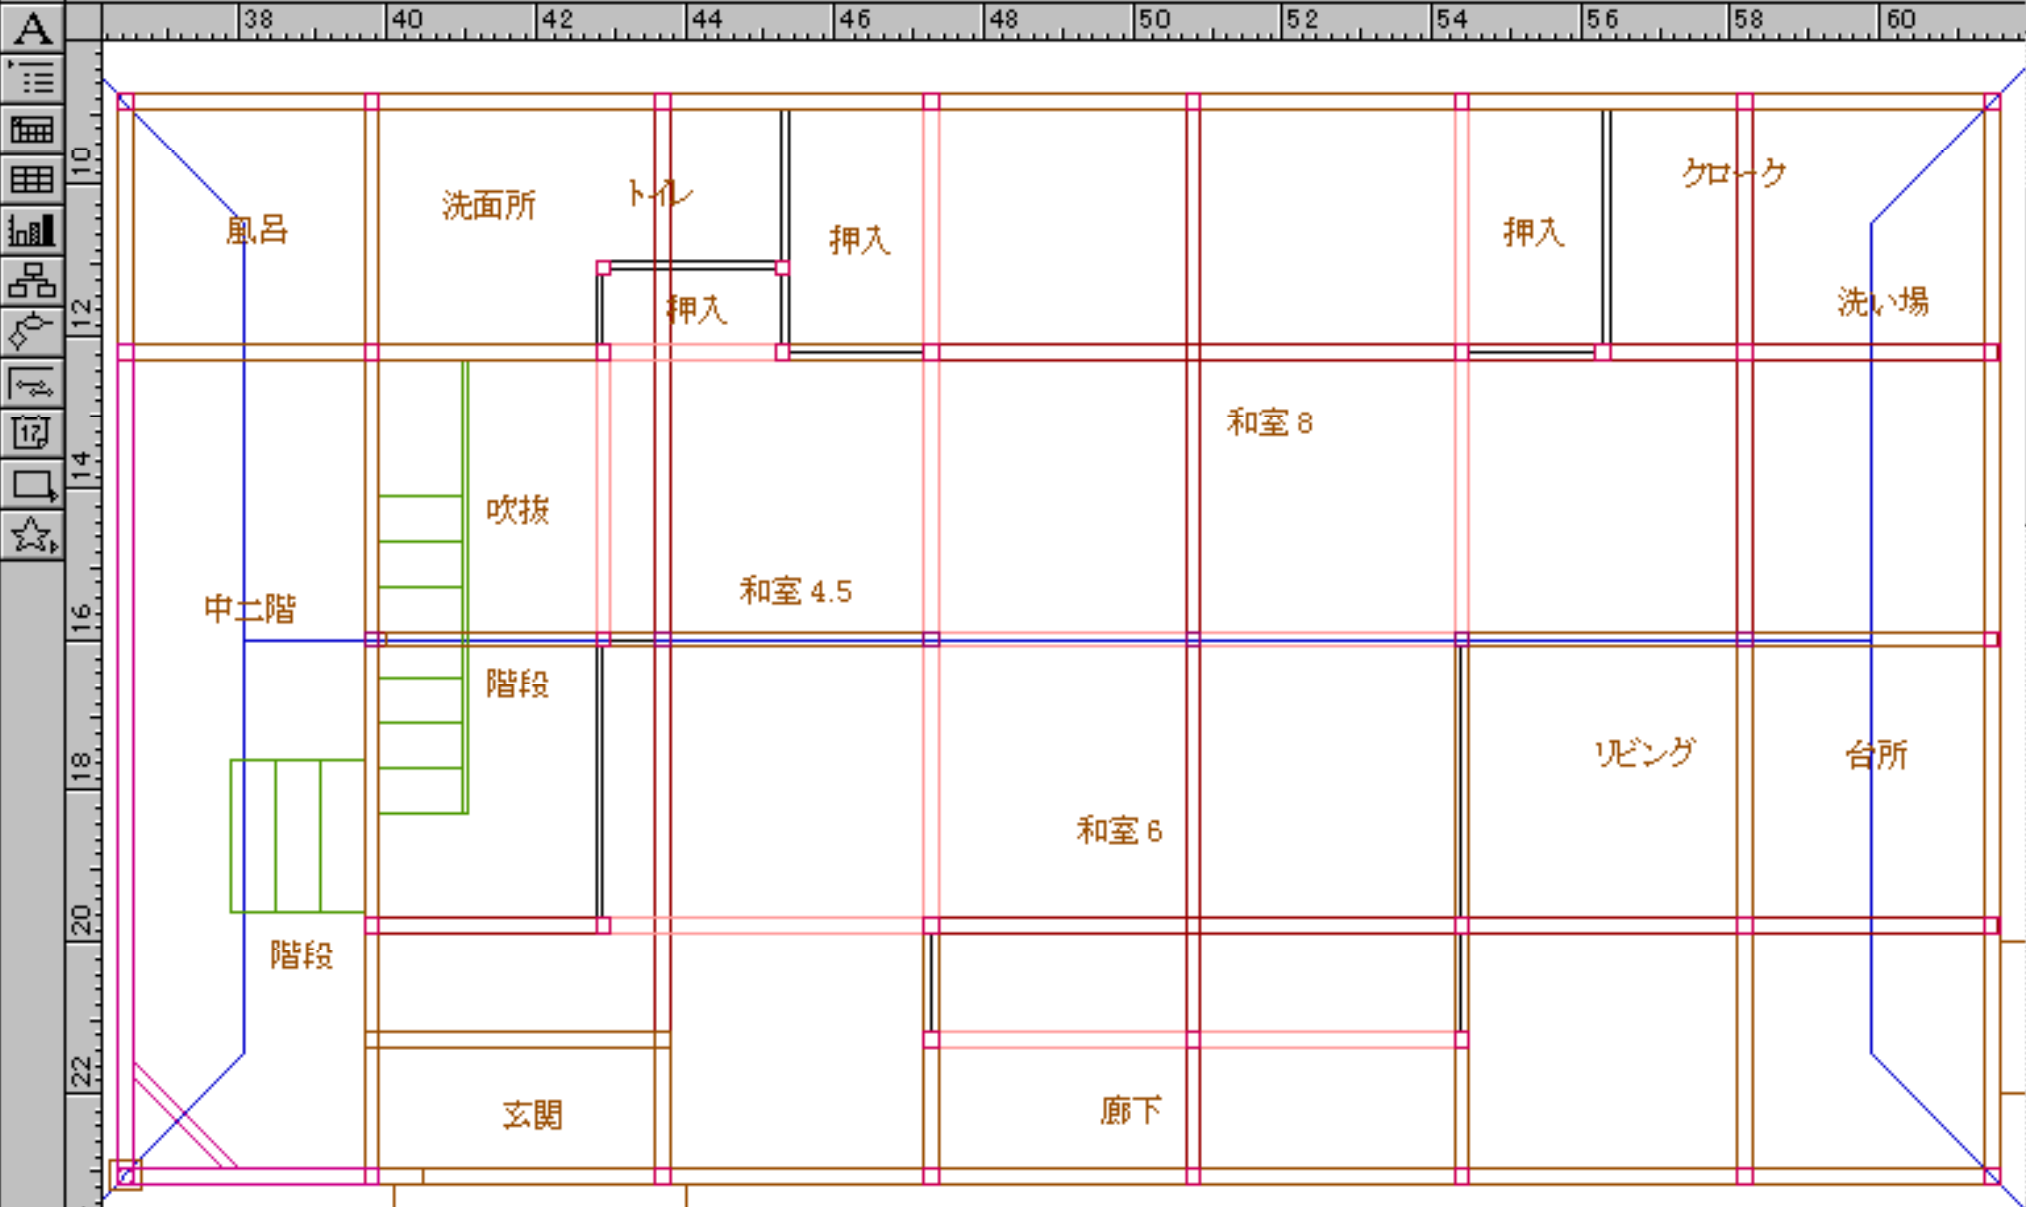 38 40 42 44 46 48 50 52 54 56 58 60
A
17
10
12
14
16
18
20
22
クローク
トイレ
洗面所
風呂
押入
押入
洗い場
押入
和室 8
吹抜
和室 4.5
中二階
階段
リビング
台所
和室 6
階段
玄関
廊下